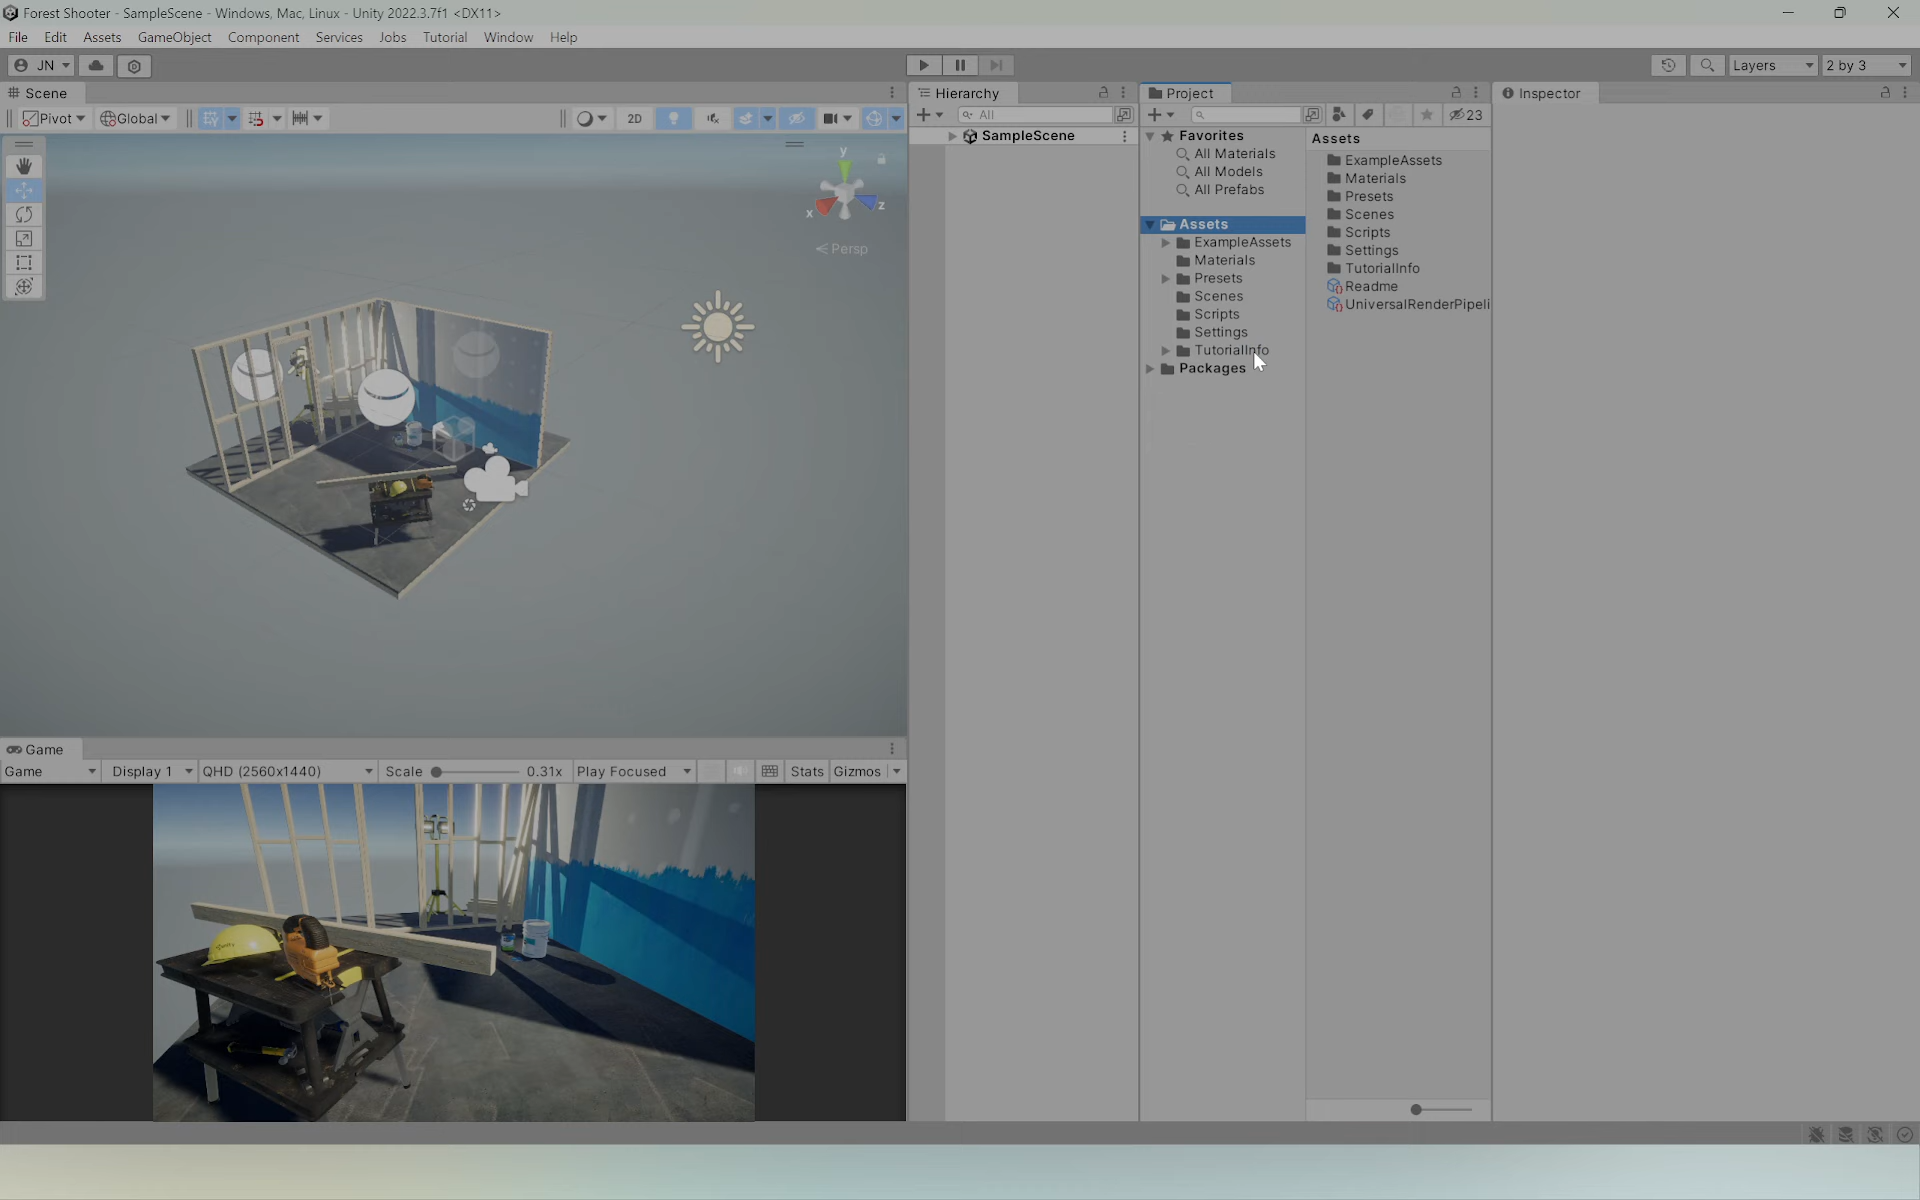 Forest Shooter - SampleScene - Windows, Mac, Linux - Unity 2022.3.7f1 <DX11>
File Edit Assets GameObject Component Services Jobs Tutorial Window Help
JN Layers 2 by 3
Scene
Pivot Global 2D
y
x z
Persp
Game
Game Display 1 QHD (2560x1440) Scale 0.31x Play Focused Stats Gizmos
Hierarchy
All
SampleScene
Project
23
Favorites
All Materials
All Models
All Prefabs
Assets
ExampleAssets
Materials
Presets
Scenes
Scripts
Settings
TutorialInfo
Packages
Assets
ExampleAssets
Materials
Presets
Scenes
Scripts
Settings
TutorialInfo
Readme
UniversalRenderPipeli
Inspector